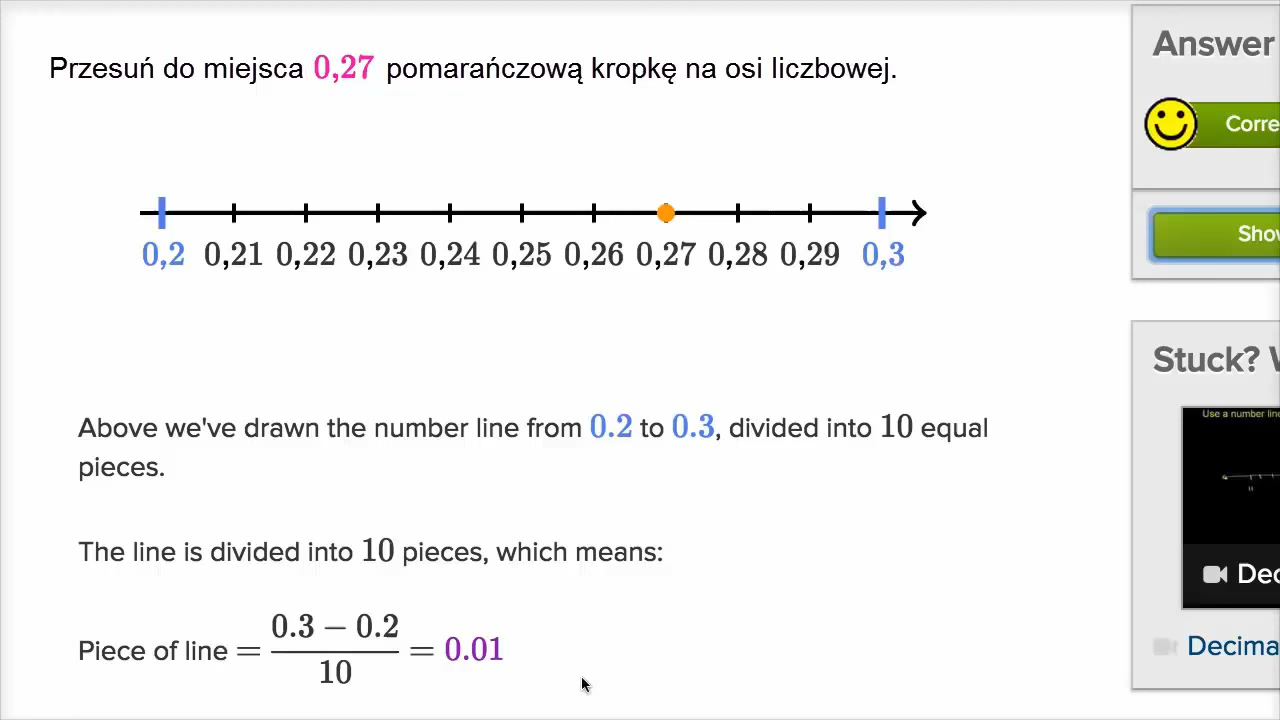 Przesuń do miejsca 0,27 pomarańczową kropkę na osi liczbowej.
0,2 0,21 0,22 0,23 0,24 0,25 0,26 0,27 0,28 0,29 0,3
Above we've drawn the number line from 0.2 to 0.3, divided into 10 equal
pieces.
The line is divided into 10 pieces, which means:
Piece of line = \frac{0.3 − 0.2}{10} = 0.01
Answer
Corre
Show
Stuck? W
Use a number line
Dec
Decima